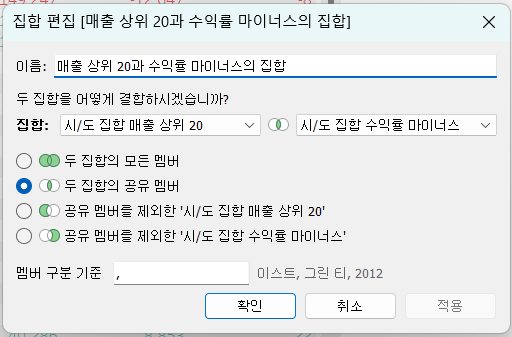 집합 편집 [매출 상위 20과 수익률 마이너스의 집합]
이름: 매출 상위 20과 수익률 마이너스의 집합
두 집합을 어떻게 결합하시겠습니까?
집합: 시/도 집합 매출 상위 20 시/도 집합 수익률 마이너스
두 집합의 모든 멤버
두 집합의 공유 멤버
공유 멤버를 제외한 '시/도 집합 매출 상위 20'
공유 멤버를 제외한 '시/도 집합 수익률 마이너스'
멤버 구분 기준 , 이스트, 그린 티, 2012
확인 취소 적용